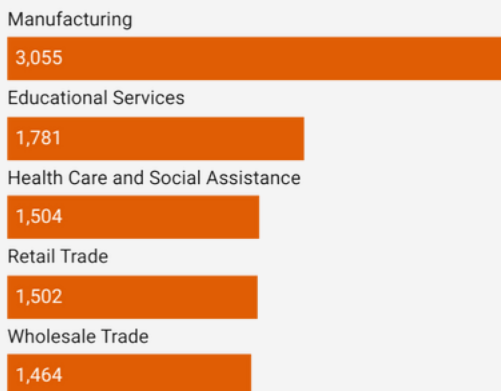 Manufacturing
3,055
Educational Services
1,781
Health Care and Social Assistance
1,504
Retail Trade
1,502
Wholesale Trade
1,464